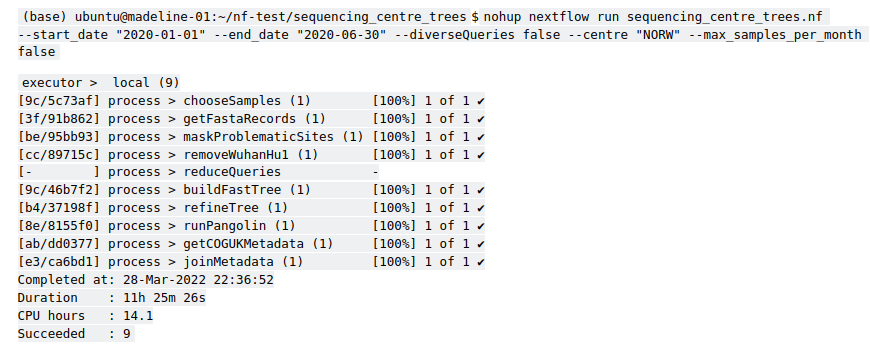 (base) ubuntu@madeline-01:~/nf-test/sequencing_centre_trees$ nohup nextflow run sequencing_centre_trees.nf
--start_date "2020-01-01" --end_date "2020-06-30" --diverseQueries false --centre "NORW" --max_samples_per_month
false
executor >  local (9)
[9c/5c73af] process > chooseSamples (1)        [100%] 1 of 1 ✔
[3f/91b862] process > getFastaRecords (1)      [100%] 1 of 1 ✔
[be/95bb93] process > maskProblematicSites (1) [100%] 1 of 1 ✔
[cc/89715c] process > removeWuhanHu1 (1)       [100%] 1 of 1 ✔
[-        ] process > reduceQueries            -
[9c/46b7f2] process > buildFastTree (1)        [100%] 1 of 1 ✔
[b4/37198f] process > refineTree (1)           [100%] 1 of 1 ✔
[8e/8155f0] process > runPangolin (1)          [100%] 1 of 1 ✔
[ab/dd0377] process > getCOGUKMetadata (1)     [100%] 1 of 1 ✔
[e3/ca6bd1] process > joinMetadata (1)         [100%] 1 of 1 ✔
Completed at: 28-Mar-2022 22:36:52
Duration    : 11h 25m 26s
CPU hours   : 14.1
Succeeded   : 9